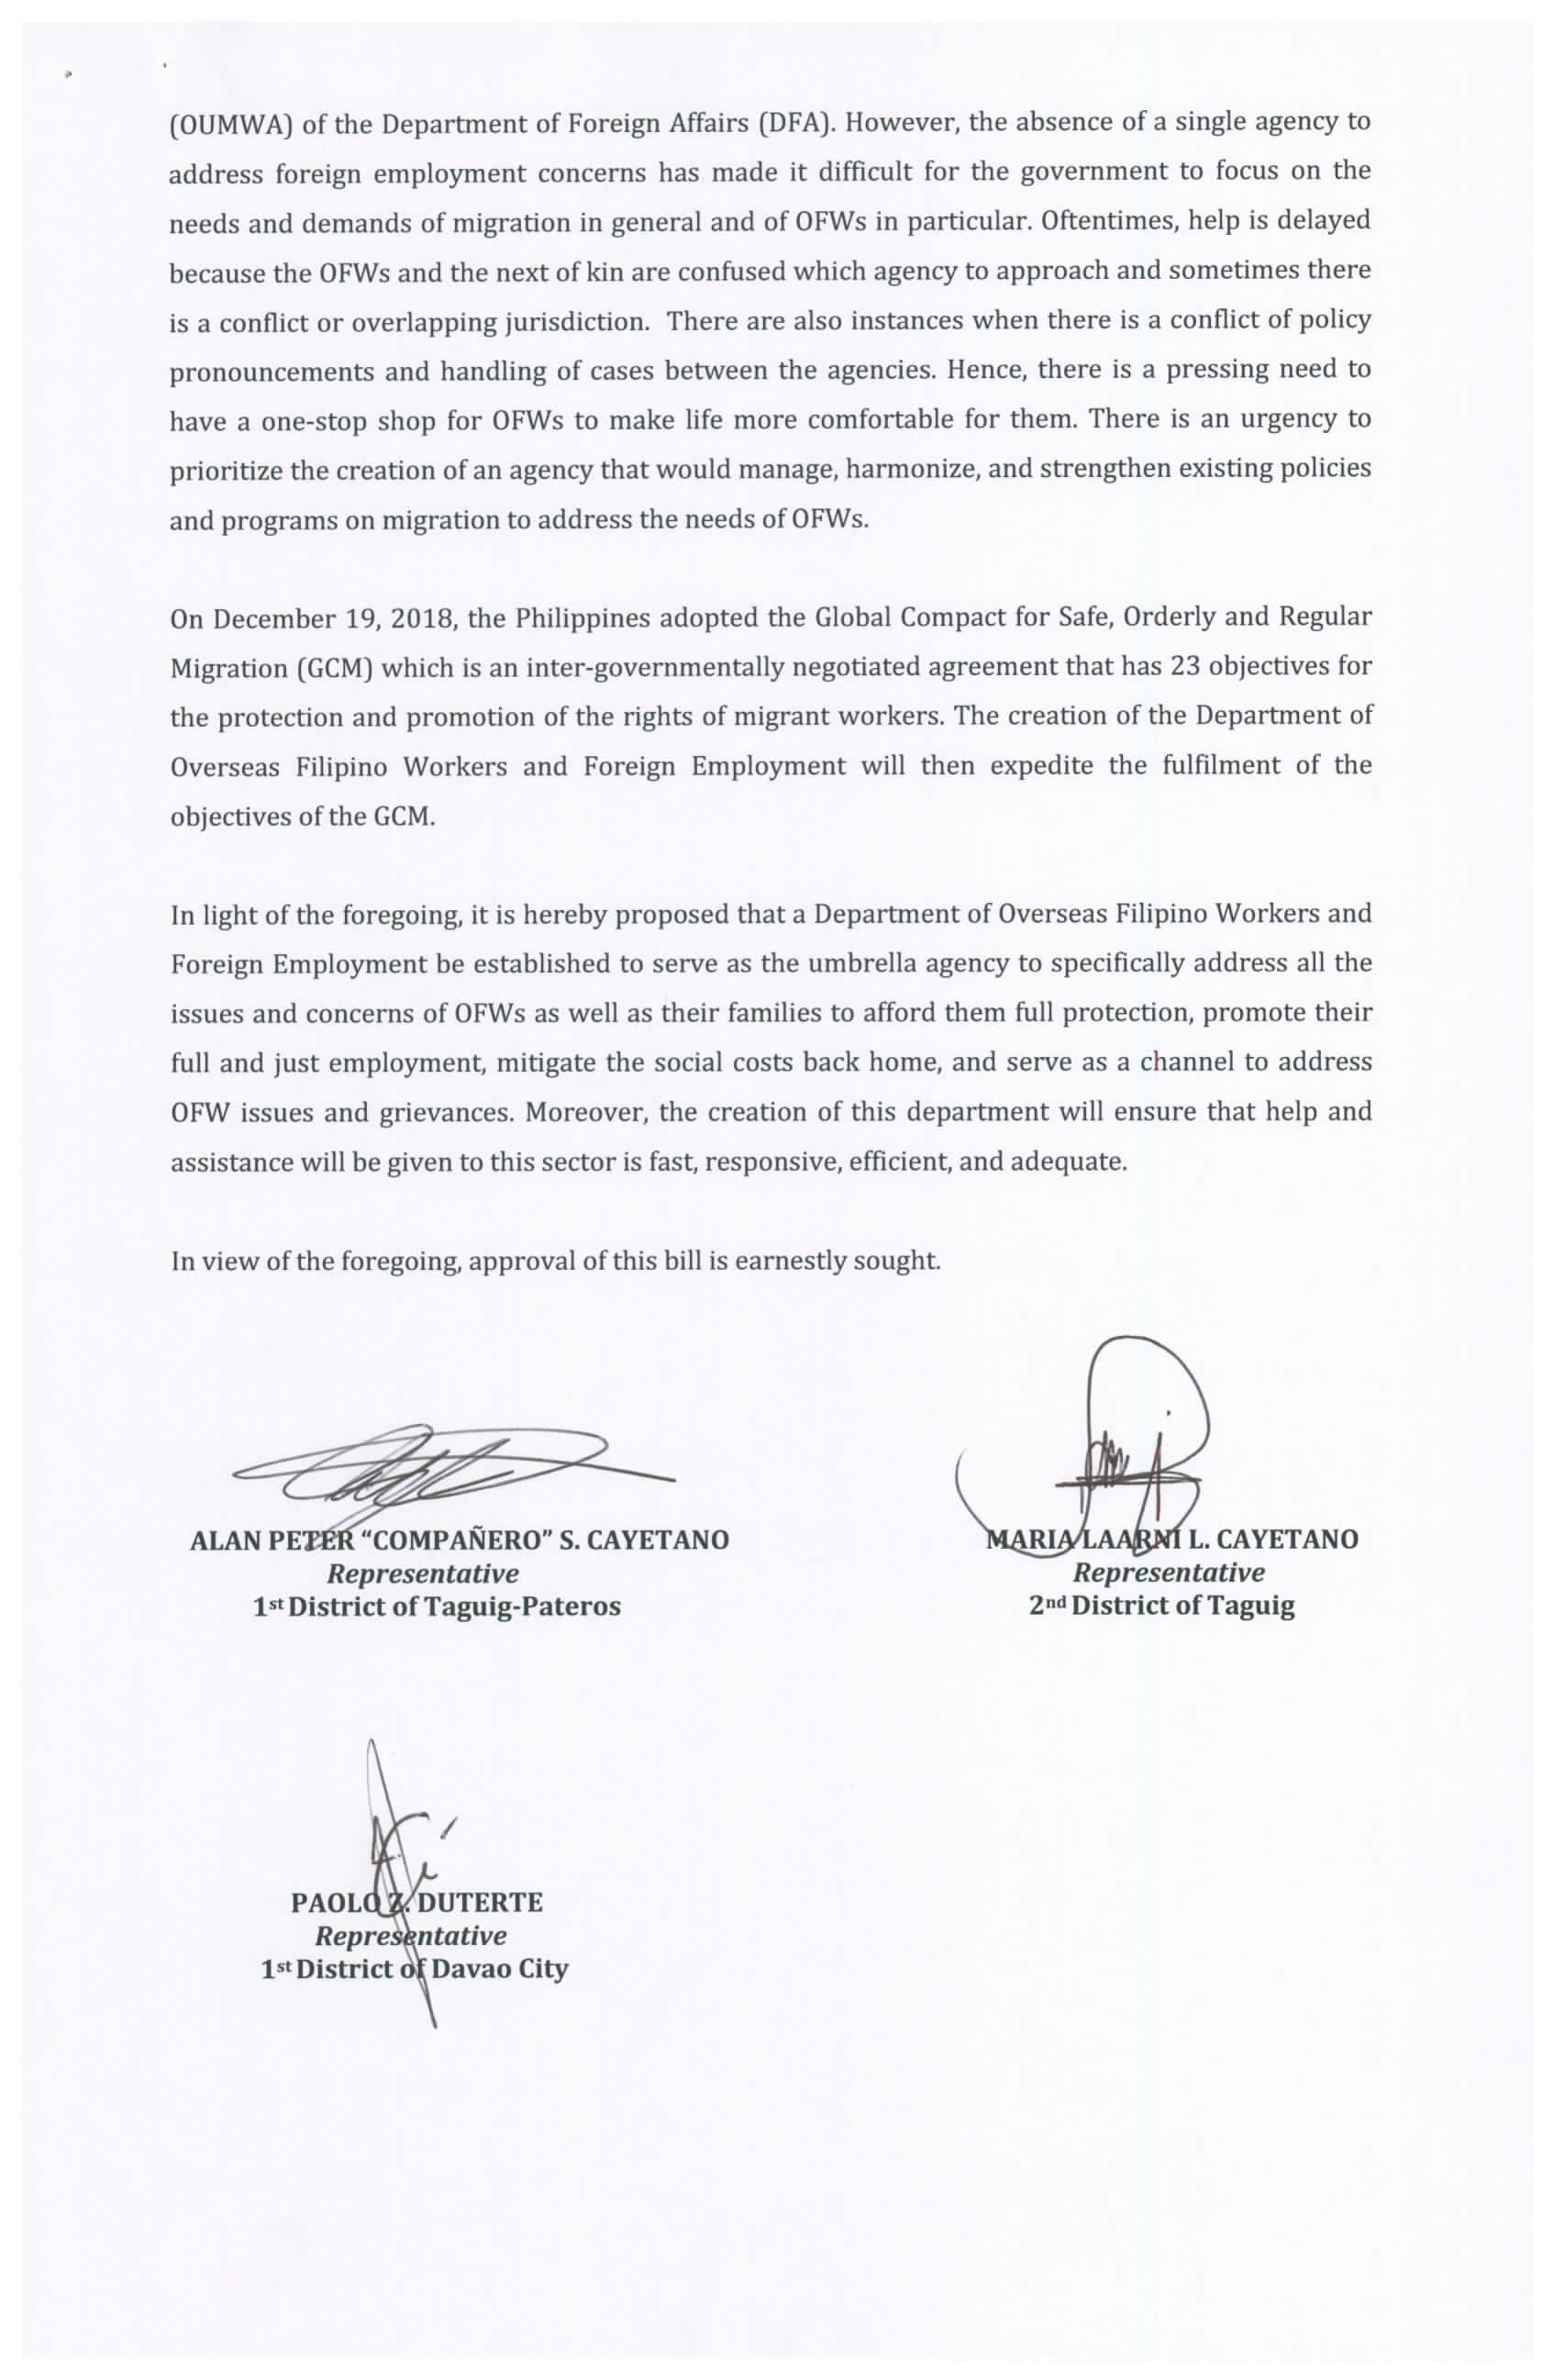 (OUMWA) of the Department of Foreign Affairs (DFA). However, the absence of a single agency to
address foreign employment concerns has made it difficult for the government to focus on the
needs and demands of migration in general and of OFWs in particular. Oftentimes, help is delayed
because the OFWs and the next of kin are confused which agency to approach and sometimes there
is a conflict or overlapping jurisdiction.  There are also instances when there is a conflict of policy
pronouncements and handling of cases between the agencies. Hence, there is a pressing need to
have a one-stop shop for OFWs to make life more comfortable for them. There is an urgency to
prioritize the creation of an agency that would manage, harmonize, and strengthen existing policies
and programs on migration to address the needs of OFWs.
On December 19, 2018, the Philippines adopted the Global Compact for Safe, Orderly and Regular
Migration (GCM) which is an inter-governmentally negotiated agreement that has 23 objectives for
the protection and promotion of the rights of migrant workers. The creation of the Department of
Overseas Filipino Workers and Foreign Employment will then expedite the fulfilment of the
objectives of the GCM.
In light of the foregoing, it is hereby proposed that a Department of Overseas Filipino Workers and
Foreign Employment be established to serve as the umbrella agency to specifically address all the
issues and concerns of OFWs as well as their families to afford them full protection, promote their
full and just employment, mitigate the social costs back home, and serve as a channel to address
OFW issues and grievances. Moreover, the creation of this department will ensure that help and
assistance will be given to this sector is fast, responsive, efficient, and adequate.
In view of the foregoing, approval of this bill is earnestly sought.
ALAN PETER “COMPAÑERO” S. CAYETANO
Representative
1st District of Taguig-Pateros
MARIA LAARNI L. CAYETANO
Representative
2nd District of Taguig
PAOLO Z. DUTERTE
Representative
1st District of Davao City